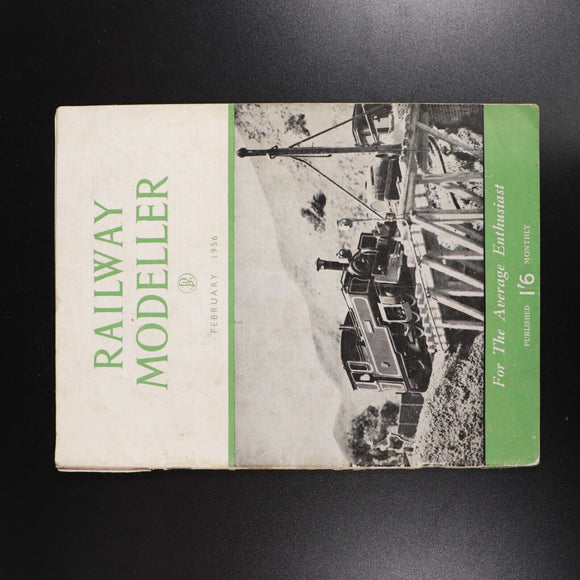 RAILWAY
MODELLER
FEBRUARY 1956
For The Average Enthusiast
PUBLISHED 1'6 MONTHLY